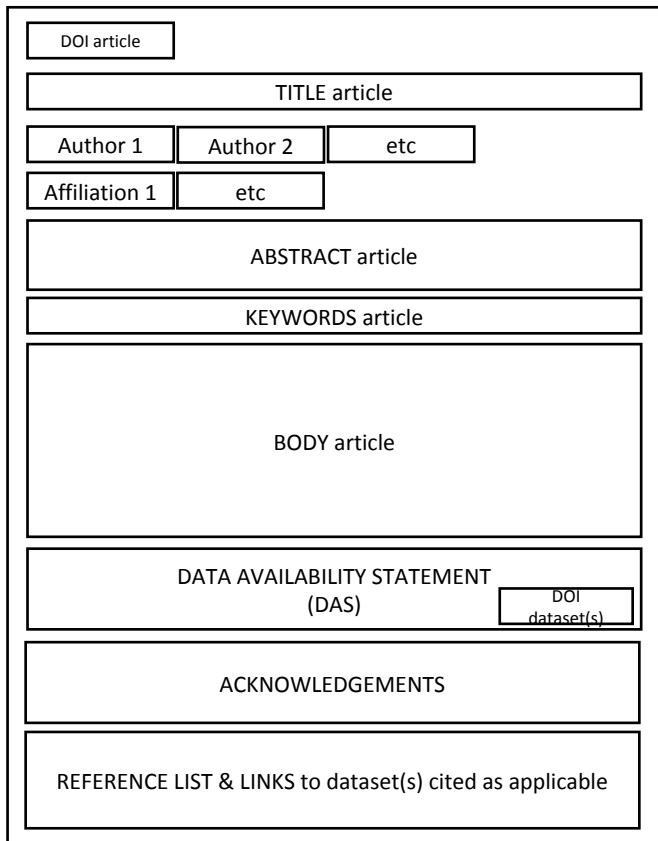 DOI article
TITLE article
Author 1
Author 2
etc
Affiliation 1
etc
ABSTRACT article
KEYWORDS article
BODY article
DATA AVAILABILITY STATEMENT
(DAS)
DOI
dataset(s)
ACKNOWLEDGEMENTS
REFERENCE LIST & LINKS to dataset(s) cited as applicable